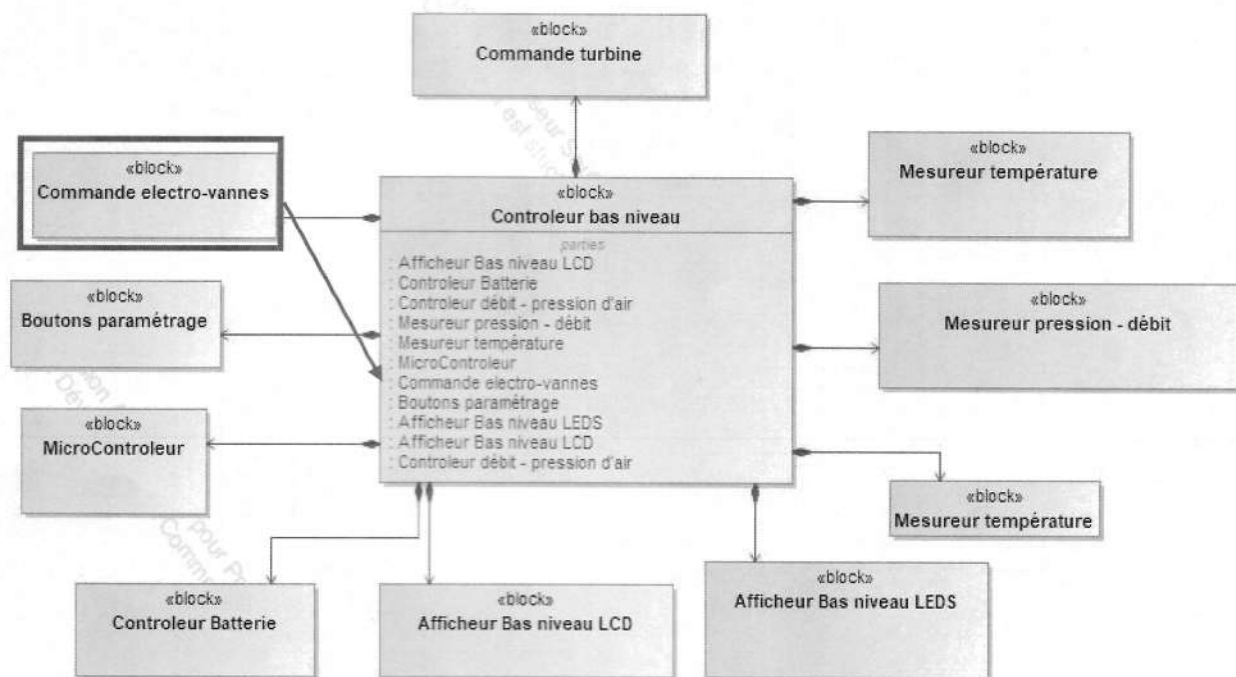 «block»
Commande turbine
«block»
Commande electro-vannes
«block»
Mesureur température
«block»
Controleur bas niveau
parties
: Afficheur Bas niveau LCD
: Controleur Batterie
: Controleur débit - pression d'air
: Mesureur pression - débit
: Mesureur température
: MicroControleur
: Commande electro-vannes
: Boutons paramétrage
: Afficheur Bas niveau LEDS
: Afficheur Bas niveau LCD
: Controleur débit - pression d'air
«block»
Boutons paramétrage
«block»
Mesureur pression - débit
«block»
MicroControleur
«block»
Mesureur température
«block»
Controleur Batterie
«block»
Afficheur Bas niveau LCD
«block»
Afficheur Bas niveau LEDS